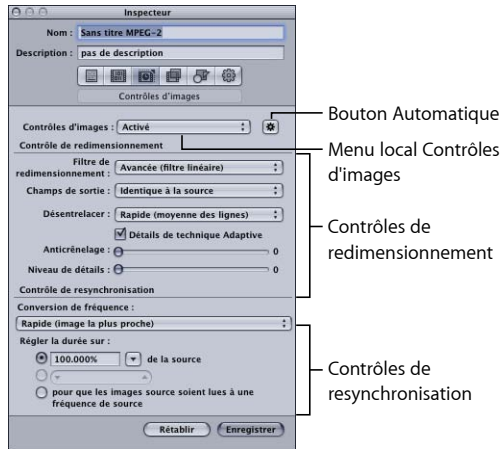 Inspecteur
Nom : Sans titre MPEG-2
Description : pas de description
Contrôles d'images
Contrôles d'images : Activé
Contrôle de redimensionnement
Filtre de redimensionnement : Avancée (filtre linéaire)
Champs de sortie : Identique à la source
Désentrelacer : Rapide (moyenne des lignes)
Détails de technique Adaptive
Anticrênelage : 0
Niveau de détails : 0
Contrôle de resynchronisation
Conversion de fréquence :
Rapide (image la plus proche)
Régler la durée sur :
100.000% de la source
pour que les images source soient lues à une
fréquence de source
Rétablir Enregistrer
Bouton Automatique
Menu local Contrôles
d'images
Contrôles de
redimensionnement
Contrôles de
resynchronisation